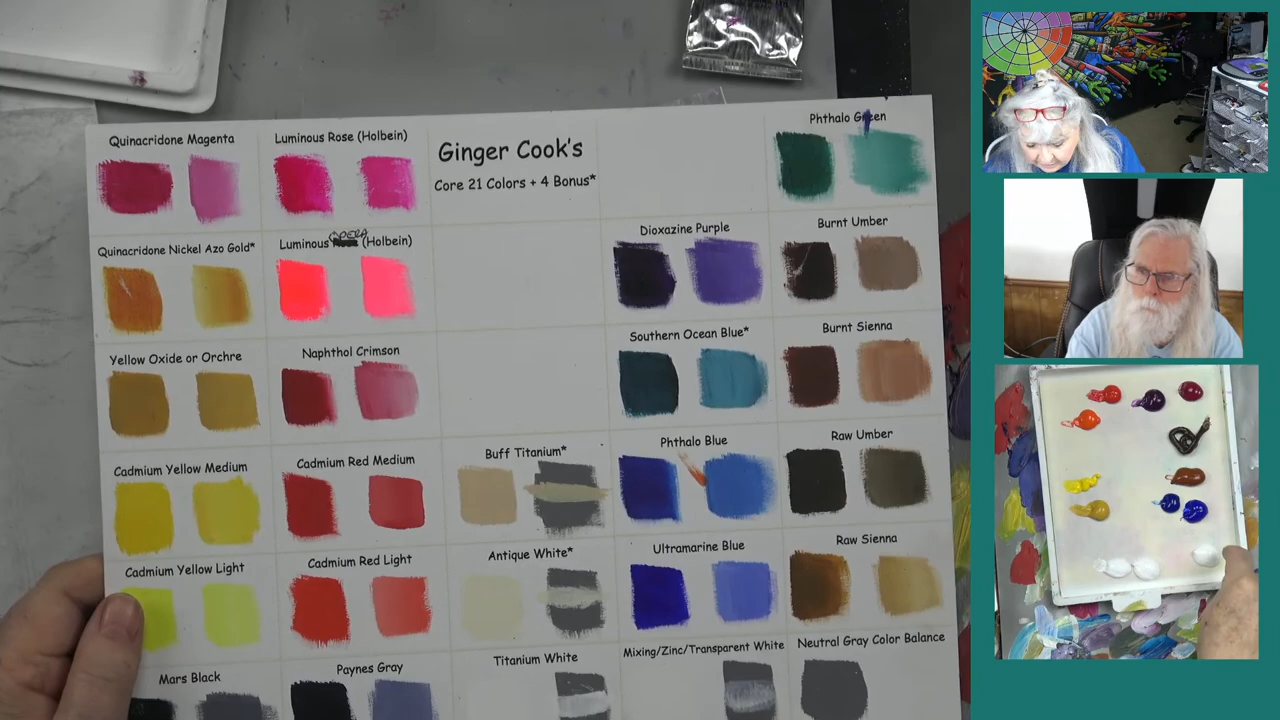 Quinacridone Magenta
Luminous Rose (Holbein)
Ginger Cook's
Core 21 Colors + 4 Bonus*
Phthalo Green
Quinacridone Nickel Azo Gold*
Luminous OPERA (Holbein)
Dioxazine Purple
Burnt Umber
Yellow Oxide or Orchre
Naphthol Crimson
Southern Ocean Blue*
Burnt Sienna
Cadmium Yellow Medium
Cadmium Red Medium
Buff Titanium*
Phthalo Blue
Raw Umber
Cadmium Yellow Light
Cadmium Red Light
Antique White*
Ultramarine Blue
Raw Sienna
Mars Black
Paynes Gray
Titanium White
Mixing/Zinc/Transparent White
Neutral Gray Color Balance